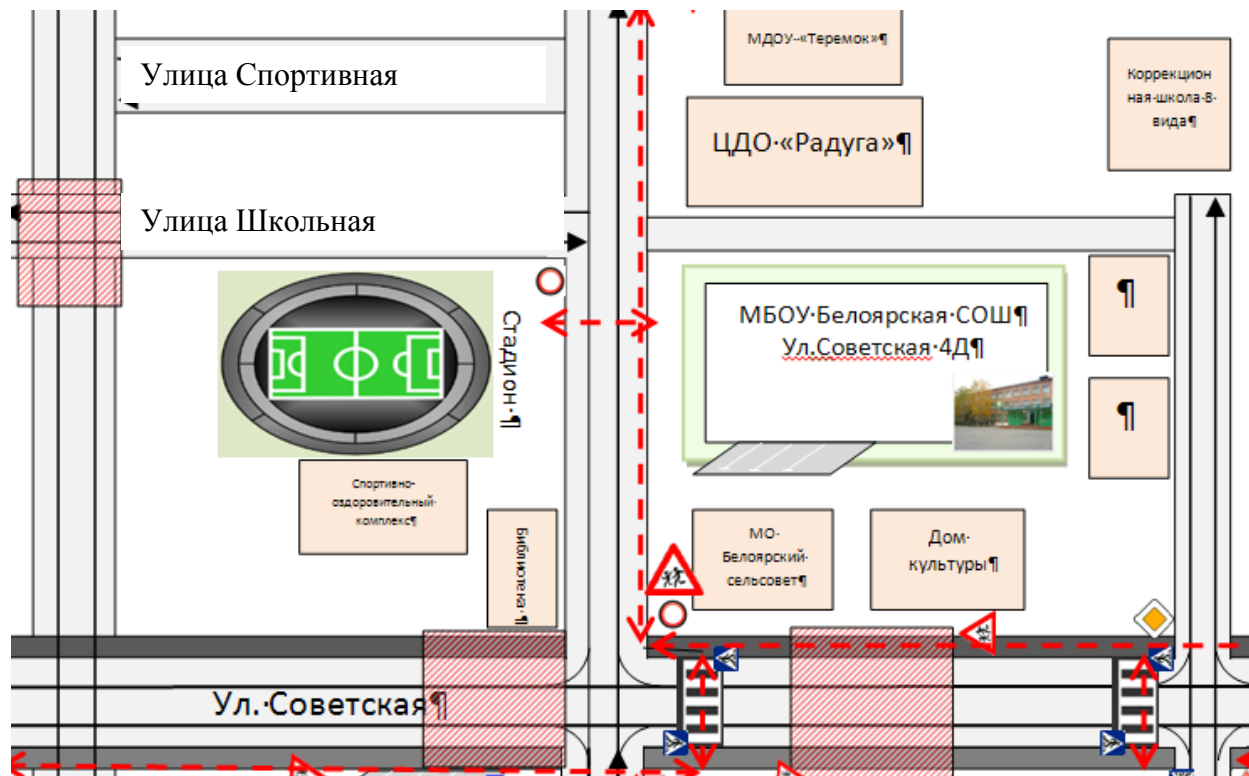 МДОУ·-«Теремок»¶
Улица Спортивная
Коррекцион
ная·школа·8·
вида¶
ЦДО·«Радуга»¶
Улица Школьная
¶
МБОУ·Белоярская·СОШ¶
Ул.Советская·4Д¶
Стадион·¶
¶
Спортивно-
оздоровительный·
комплекс¶
Библиотека·¶
МО·
Белоярский·
сельсовет¶
Дом·
культуры¶
Ул.·Советская¶